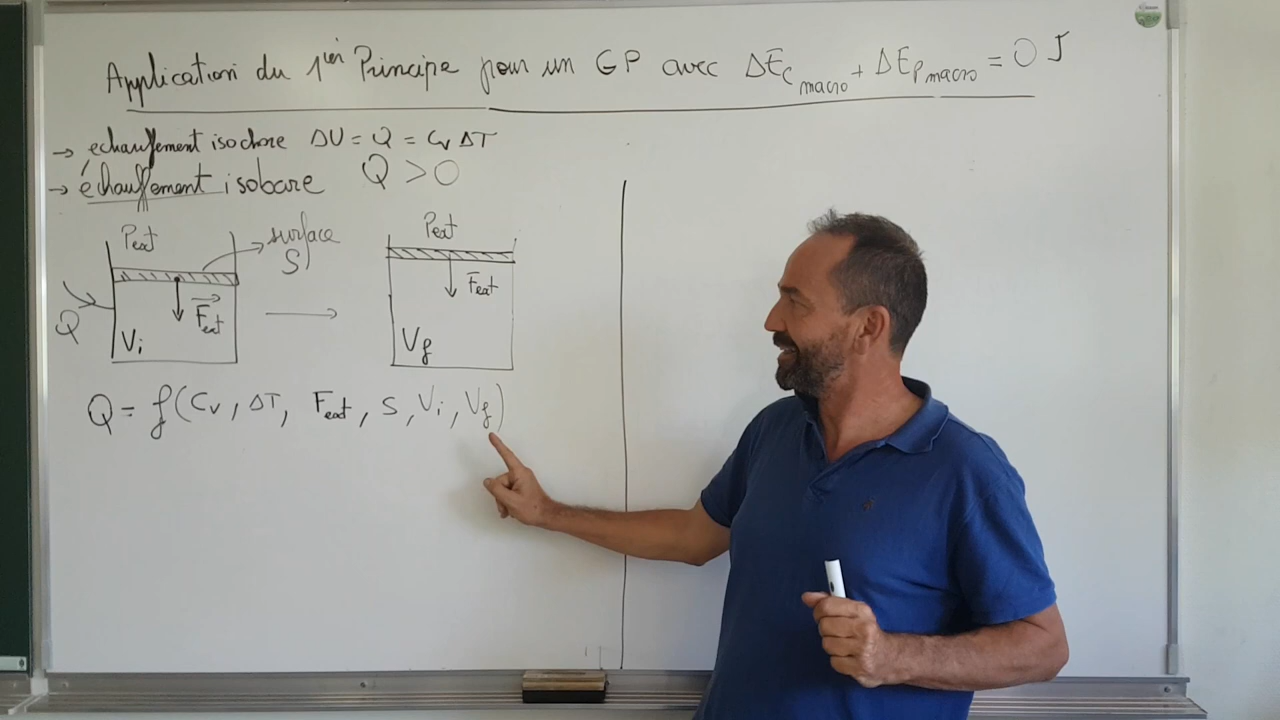 Application du 1er Principe pour un GP avec ΔEc macro + ΔEp macro = 0 J
→ échauffement isochore ΔU = Q = Cv ΔT
→ échauffement isobare Q > 0
Pext
surface
S
Q
Fext
Vi
→
Pext
Fext
Vf
Q = f(Cv, ΔT, Fext, S, Vi, Vf)